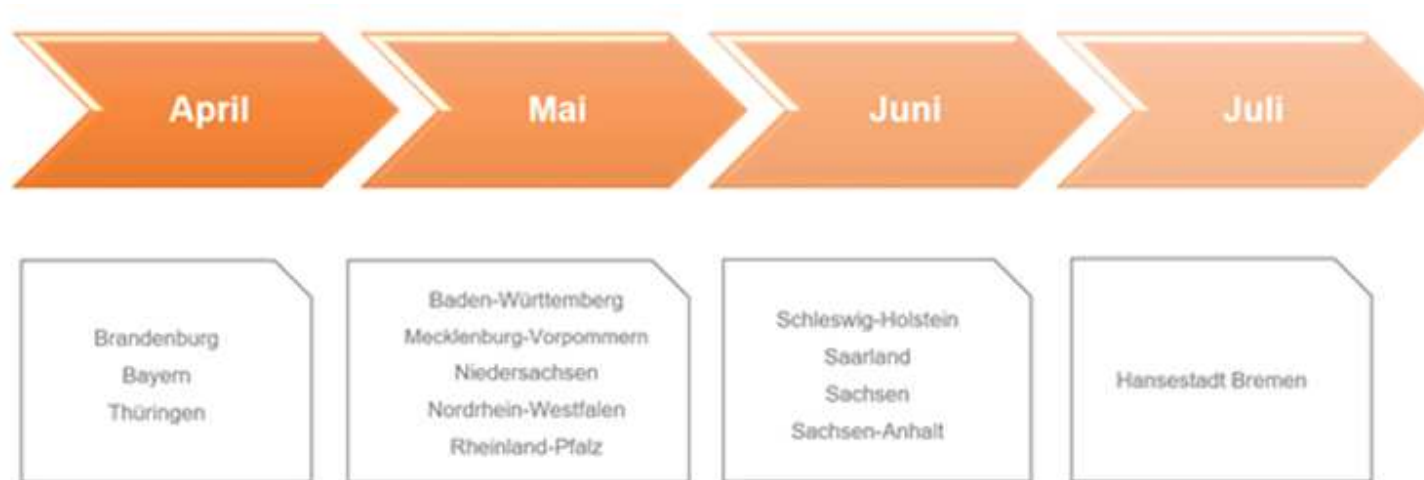 April
Mai
Juni
Juli
Brandenburg
Bayern
Thüringen
Baden-Württemberg
Mecklenburg-Vorpommern
Niedersachsen
Nordrhein-Westfalen
Rheinland-Pfalz
Schleswig-Holstein
Saarland
Sachsen
Sachsen-Anhalt
Hansestadt Bremen